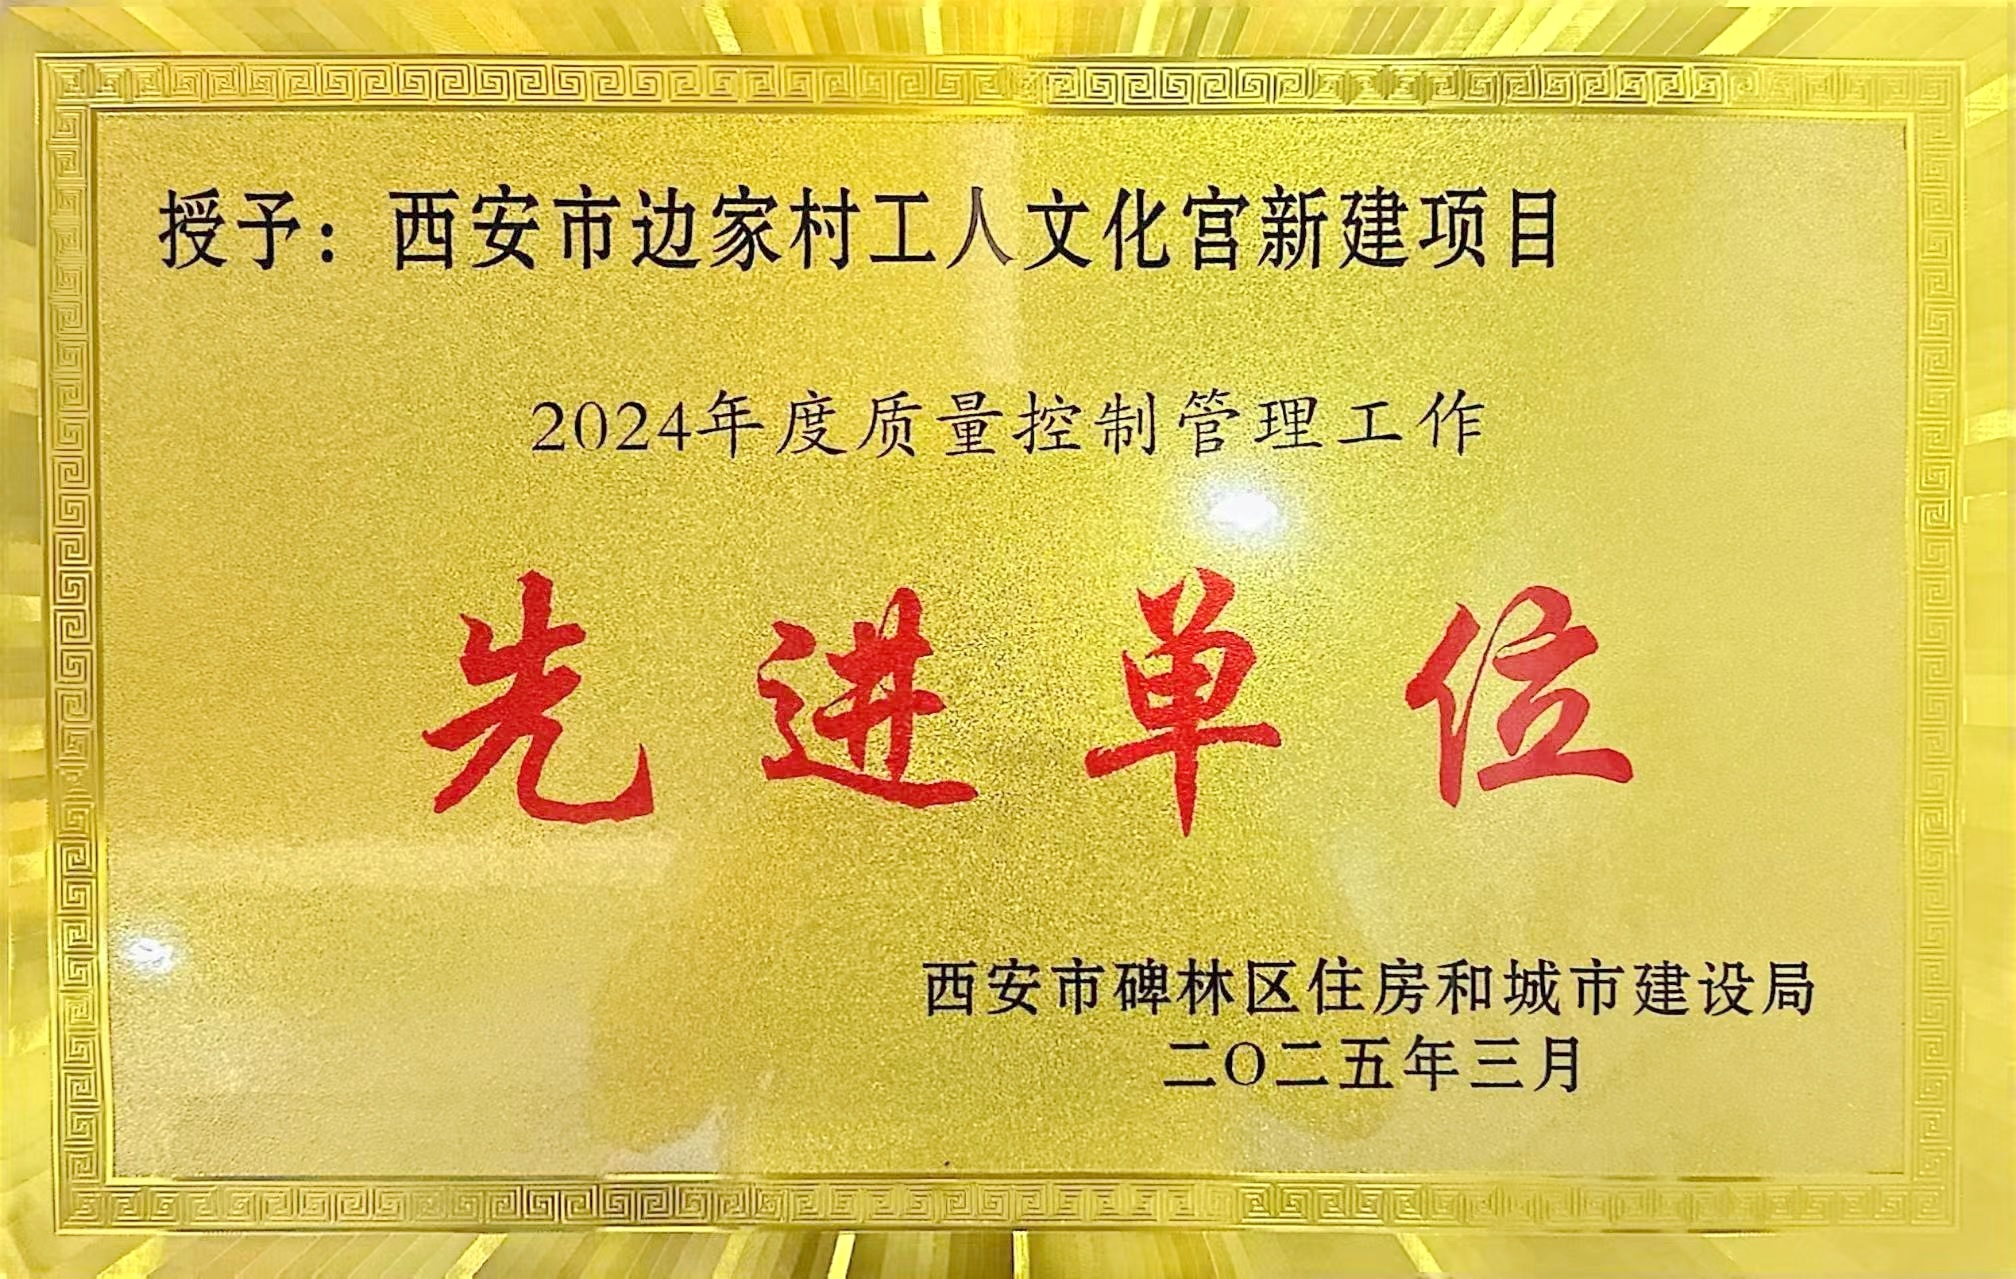 授予：西安市边家村工人文化宫新建项目
2024年度质量控制管理工作
先进单位
西安市碑林区住房和城市建设局
二〇二五年三月